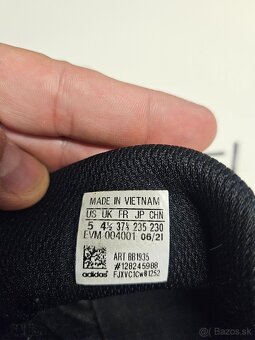 MADE IN VIETNAM
US UK FR JP CHN
5 4½ 37⅓ 235 230
EVM 004001 06/21
ART BB1935
#128245988
FJXVC1CW81252
adidas
Bazos.sk